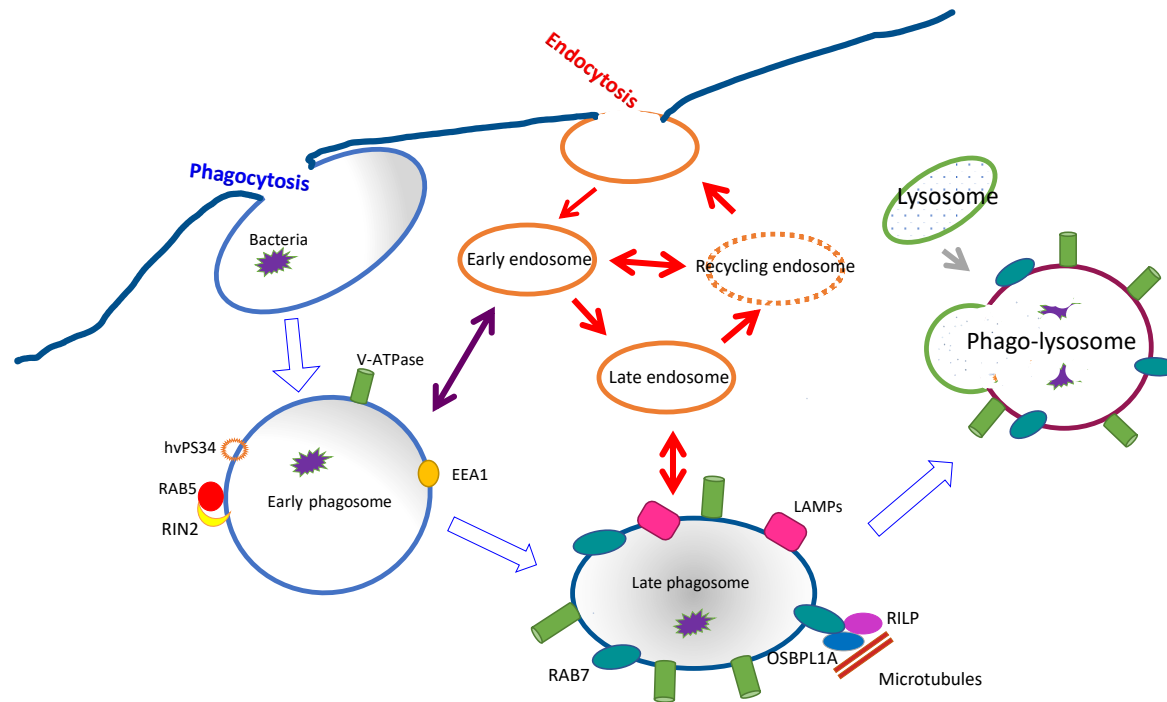 Endocytosis
Phagocytosis
Bacteria
Lysosome
Early endosome
Recycling endosome
Phago-lysosome
V-ATPase
Late endosome
hvPS34
RAB5
RIN2
EEA1
Early phagosome
LAMPs
Late phagosome
RILP
OSBPL1A
RAB7
Microtubules